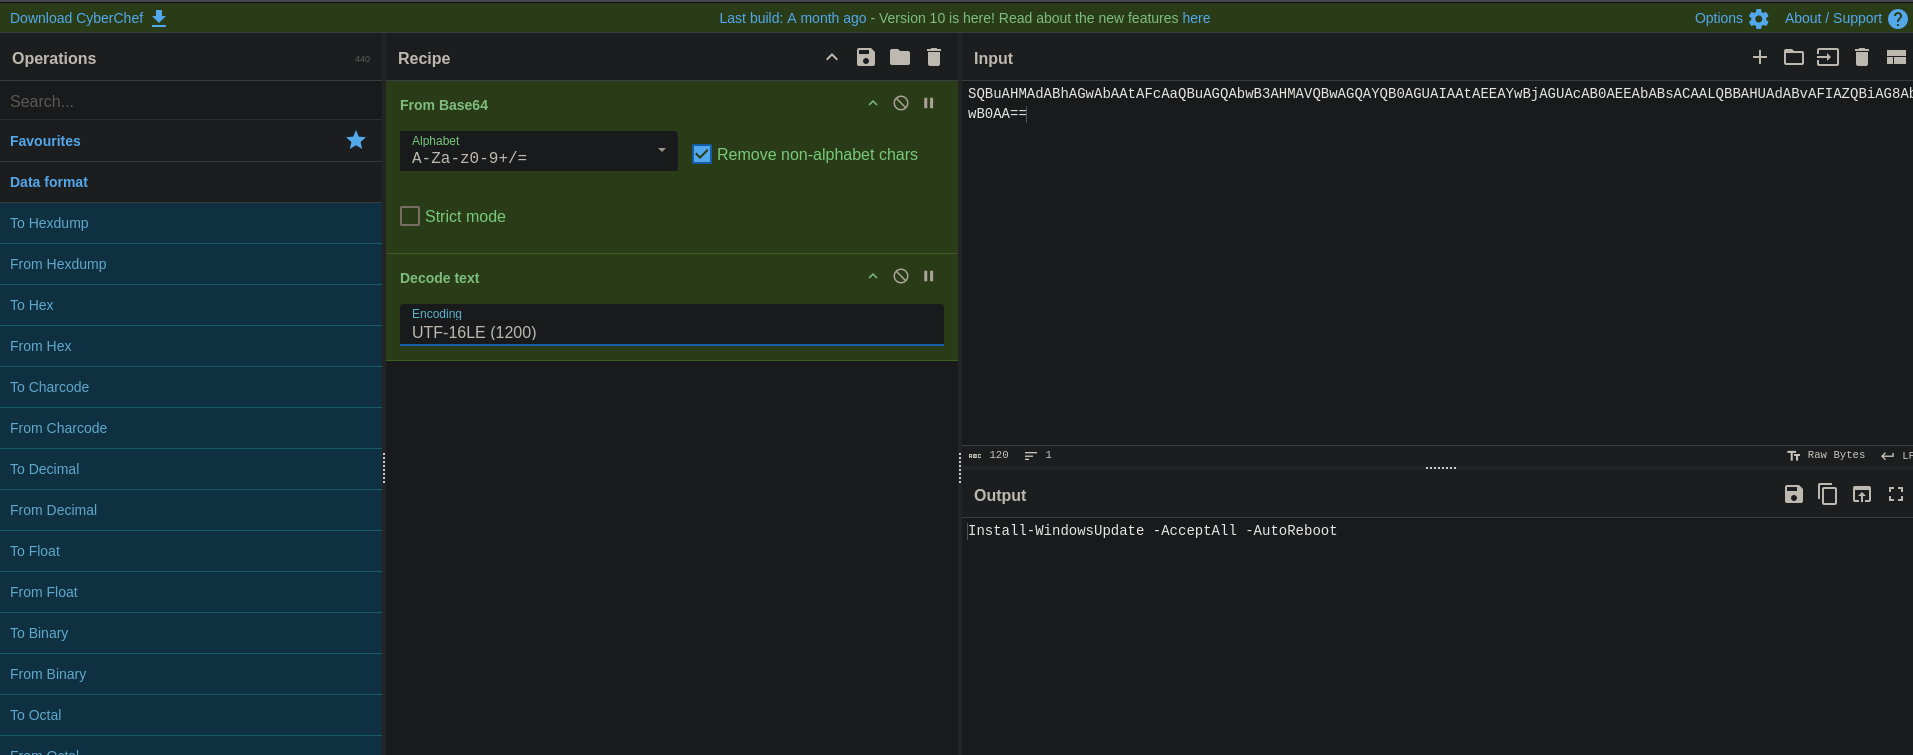 Download CyberChef
Last build: A month ago - Version 10 is here! Read about the new features here
Options
About / Support
Operations
440
Search...
Favourites
Data format
To Hexdump
From Hexdump
To Hex
From Hex
To Charcode
From Charcode
To Decimal
From Decimal
To Float
From Float
To Binary
From Binary
To Octal
From Octal
Recipe
From Base64
Alphabet
A-Za-z0-9+/=
Remove non-alphabet chars
Strict mode
Decode text
Encoding
UTF-16LE (1200)
Input
SQBuAHMAdABhAGwAbAAtAFcAaQBuAGQAbwB3AHMAVQBwAGQAYQB0AGUAIAAtAEEAYwBjAGUAcAB0AEEAbABsACAALQBBAHUAdABvAFIAZQBiAG8Ab
wB0AA==
ABC 120
1
Raw Bytes
LF
Output
Install-WindowsUpdate -AcceptAll -AutoReboot